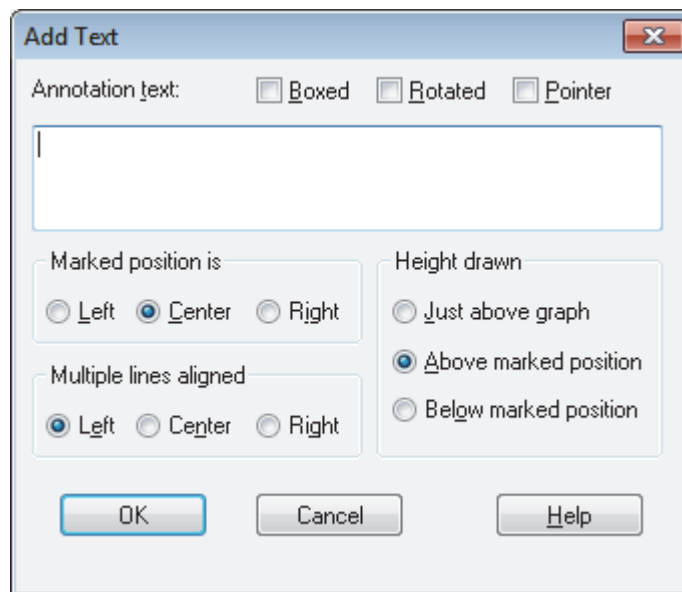 Add Text
Annotation text: Boxed Rotated Pointer
Marked position is
Left Center Right
Multiple lines aligned
Left Center Right
Height drawn
Just above graph
Above marked position
Below marked position
OK Cancel Help